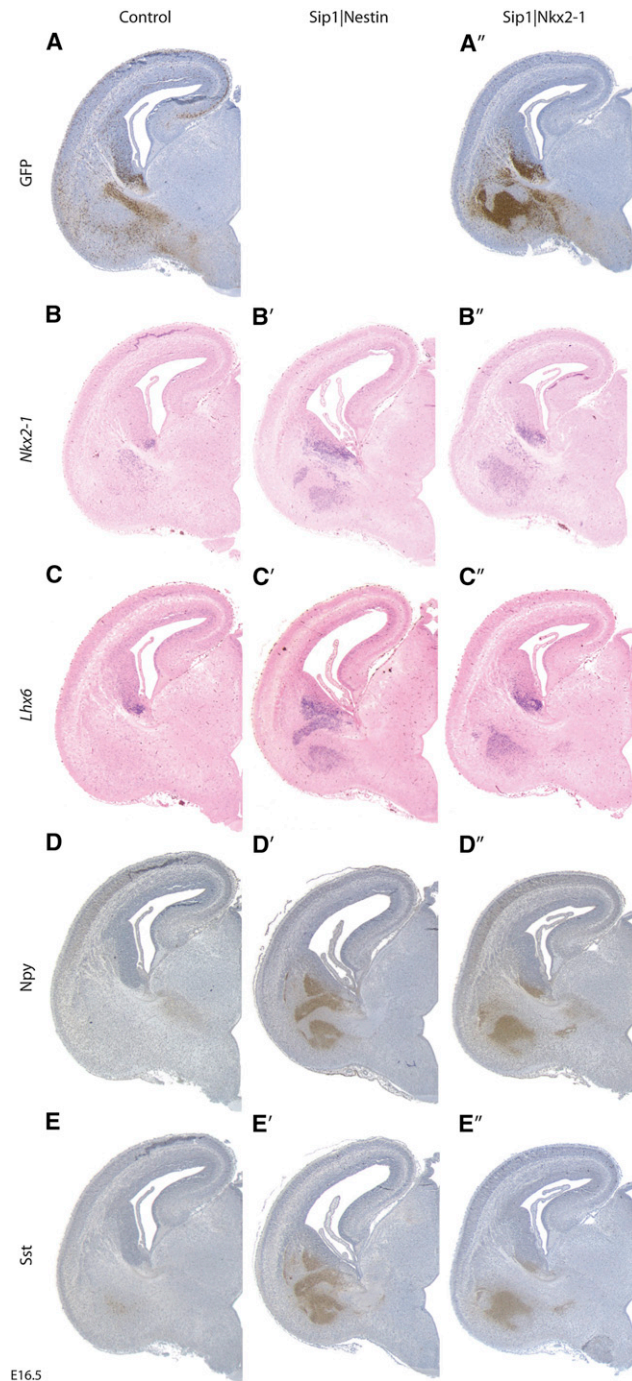 Control Sip1|Nestin Sip1|Nkx2-1
A A″
GFP
B B′ B″
Nkx2-1
C C′ C″
Lhx6
D D′ D″
Npy
E E′ E″
Sst
E16.5